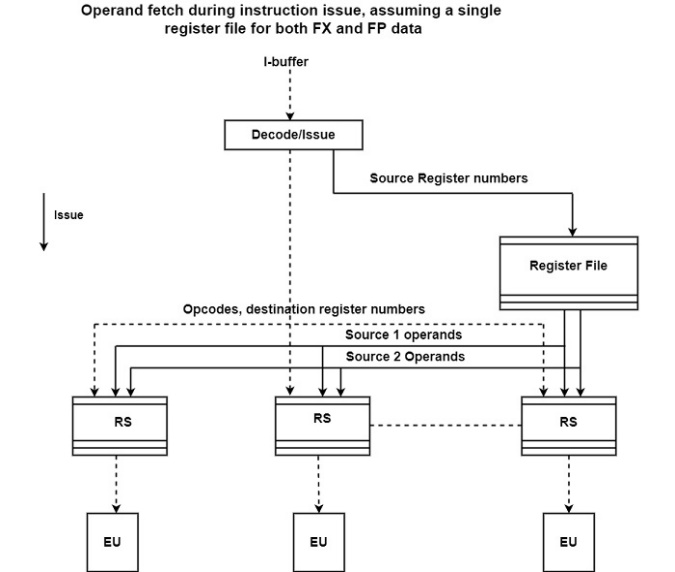 Operand fetch during instruction issue, assuming a single
register file for both FX and FP data
I-buffer
Decode/Issue
Source Register numbers
Issue
Register File
Opcodes, destination register numbers
Source 1 operands
Source 2 Operands
RS
RS
RS
EU
EU
EU